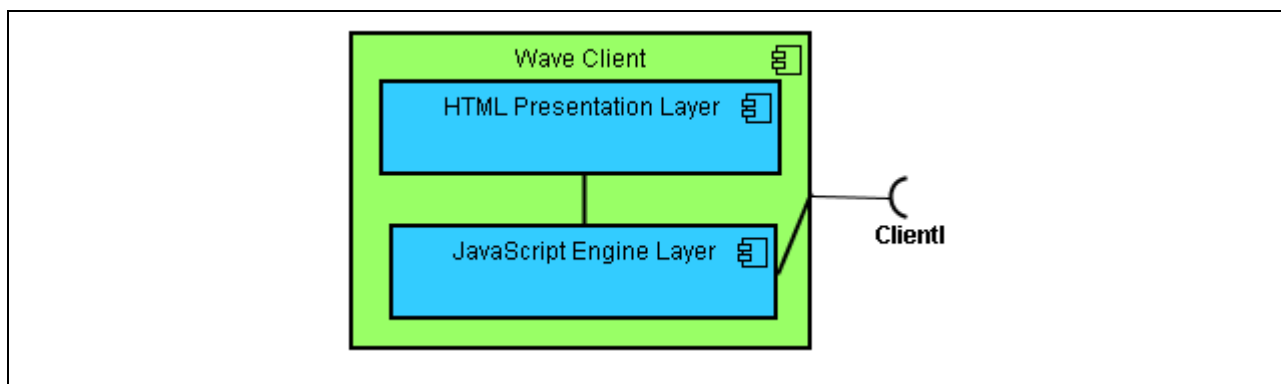 Wave Client
HTML Presentation Layer
JavaScript Engine Layer
ClientI